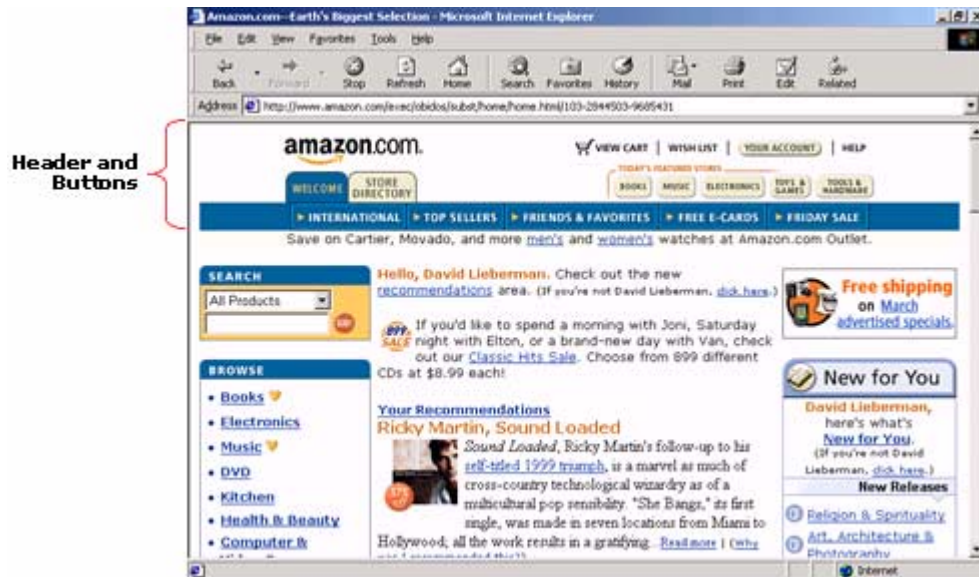 Amazon.com--Earth's Biggest Selection - Microsoft Internet Explorer
File Edit View Favorites Tools Help
Back Forward Stop Refresh Home Search Favorites History Mail Print Edit Related
Address http://www.amazon.com/exec/obidos/subst/home/home.html/103-2844503-9685431
Header and
Buttons
amazon.com.
VIEW CART | WISH LIST | YOUR ACCOUNT | HELP
TODAY'S FEATURED STORES
WELCOME
STORE
DIRECTORY
BOOKS MUSIC ELECTRONICS TOYS & GAMES TOOLS & HARDWARE
INTERNATIONAL TOP SELLERS FRIENDS & FAVORITES FREE E-CARDS FRIDAY SALE
Save on Cartier, Movado, and more men's and women's watches at Amazon.com Outlet.
SEARCH
All Products
GO!
BROWSE
• Books
• Electronics
• Music
• DVD
• Kitchen
• Health & Beauty
• Computer &
Hello, David Lieberman. Check out the new
recommendations area. (If you're not David Lieberman, click here.)
899
SALE
If you'd like to spend a morning with Joni, Saturday
night with Elton, or a brand-new day with Van, check
out our Classic Hits Sale. Choose from 899 different
CDs at $8.99 each!
Your Recommendations
Ricky Martin, Sound Loaded
Sound Loaded, Ricky Martin's follow-up to his
self-titled 1999 triumph, is a marvel as much of
cross-country technological wizardry as of a
multicultural pop sensibility. "She Bangs," its first
single, was made in seven locations from Miami to
Hollywood; all the work results in a gratifying... Read more | (Why
was I recommended this?)
Free shipping
on March
advertised specials.
New for You
David Lieberman,
here's what's
New for You.
(If you're not David
Lieberman, click here.)
New Releases
Religion & Spirituality
Art, Architecture &
Photography
Internet